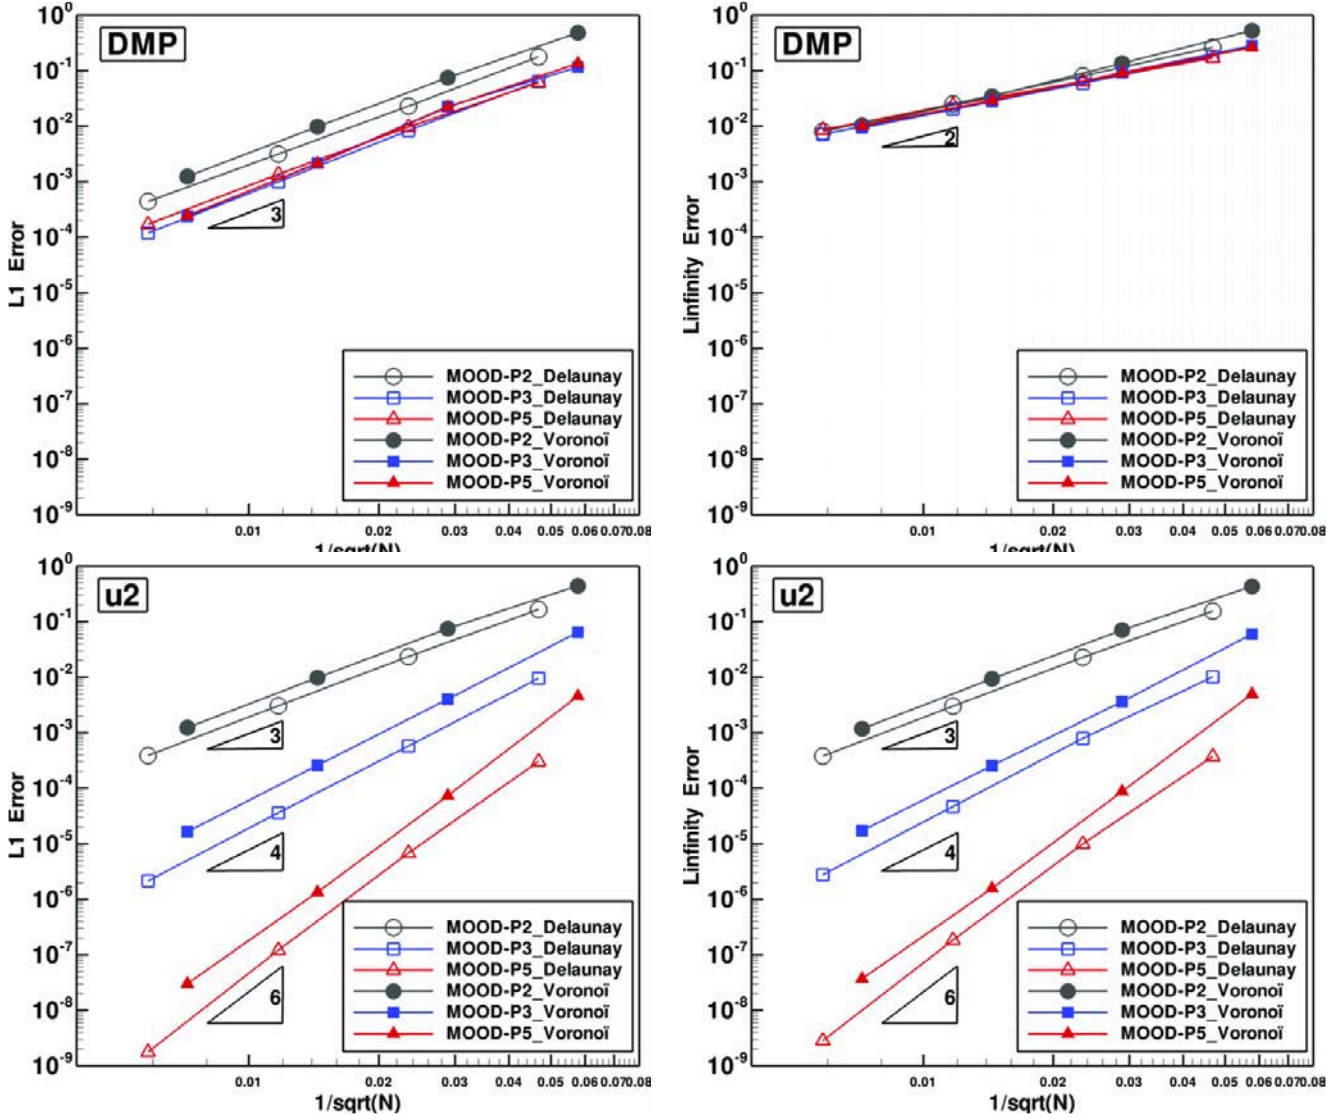 DMP
L1 Error
10^0
10^-1
10^-2
10^-3
10^-4
10^-5
10^-6
10^-7
10^-8
10^-9
3
MOOD-P2_Delaunay
MOOD-P3_Delaunay
MOOD-P5_Delaunay
MOOD-P2_Voronoï
MOOD-P3_Voronoï
MOOD-P5_Voronoï
0.01 0.02 0.03 0.04 0.05 0.06 0.07 0.08
1/sqrt(N)
DMP
Linfinity Error
10^0
10^-1
10^-2
10^-3
10^-4
10^-5
10^-6
10^-7
10^-8
10^-9
2
MOOD-P2_Delaunay
MOOD-P3_Delaunay
MOOD-P5_Delaunay
MOOD-P2_Voronoï
MOOD-P3_Voronoï
MOOD-P5_Voronoï
0.01 0.02 0.03 0.04 0.05 0.06 0.07 0.08
1/sqrt(N)
u2
L1 Error
10^0
10^-1
10^-2
10^-3
10^-4
10^-5
10^-6
10^-7
10^-8
10^-9
3
4
6
MOOD-P2_Delaunay
MOOD-P3_Delaunay
MOOD-P5_Delaunay
MOOD-P2_Voronoï
MOOD-P3_Voronoï
MOOD-P5_Voronoï
0.01 0.02 0.03 0.04 0.05 0.06 0.07 0.08
1/sqrt(N)
u2
Linfinity Error
10^0
10^-1
10^-2
10^-3
10^-4
10^-5
10^-6
10^-7
10^-8
10^-9
3
4
6
MOOD-P2_Delaunay
MOOD-P3_Delaunay
MOOD-P5_Delaunay
MOOD-P2_Voronoï
MOOD-P3_Voronoï
MOOD-P5_Voronoï
0.01 0.02 0.03 0.04 0.05 0.06 0.07 0.08
1/sqrt(N)